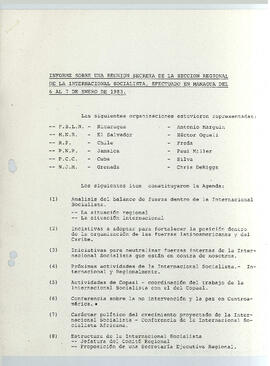 INFORME SOBRE UNA REUNION SECRETA DE LA SECCION REGIONAL
DE LA INTERNACIONAL SOCIALISTA, EFECTUADO EN MANAGUA DEL
6 AL 7 DE ENERO DE 1983.
Las siguientes organizaciones estuvieron representadas:
-- F.S.L.N. - Nicaragua - Antonio Marquin
-- M.N.R. - El Salvador - Héctor Oquelí
-- R.P. - Chile - Freda
-- P.N.P. - Jamaica - Paul Miller
-- P.C.C. - Cuba - Silva
-- N.J.M. - Grenada - Chris DeRiggs
Los siguientes item constituyeron la Agenda:
(1) Analisis del balance de fuerza dentro de la Internacional
Socialista.
-- La situación regional
-- La situación internacional
(2) Inicativas a adoptar para fortalecer la posición dentro
de la organización de las fuerzas latinoamericanas y del
Caribe.
(3) Iniciativas para neutralizar fuerzas internas de la Inter-
nacional Socialista que están en contra de nosotros.
(4) Próximas actividades de la Internacional Socialista.- In-
ternacional y Regionalmente.
(5) Actividades de Copasl - coordinación del trabajo de la
Internacional Socialista con el del Copasl.
(6) Conferencia sobre la no intervención y la paz en Centroa-
mérica.
(7) Carácter político del crecimiento proyectado de la Inter-
nacional Socialista - Conferencia de la Internacional So-
cialista Africana.
(8) Estructura de la Internacional Socialista
-- Jefatura del Comité Regional
-- Proposición de una Secretaría Ejecutiva Regional.